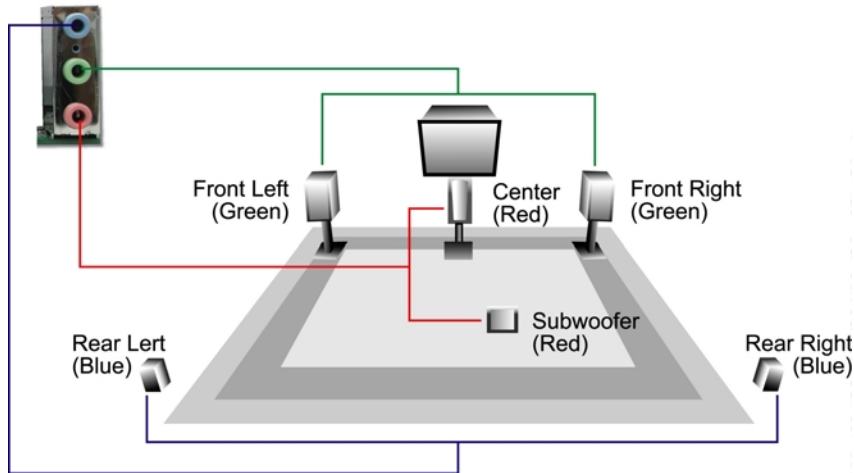 Front Left
(Green)
Center
(Red)
Front Right
(Green)
Subwoofer
(Red)
Rear Lert
(Blue)
Rear Right
(Blue)